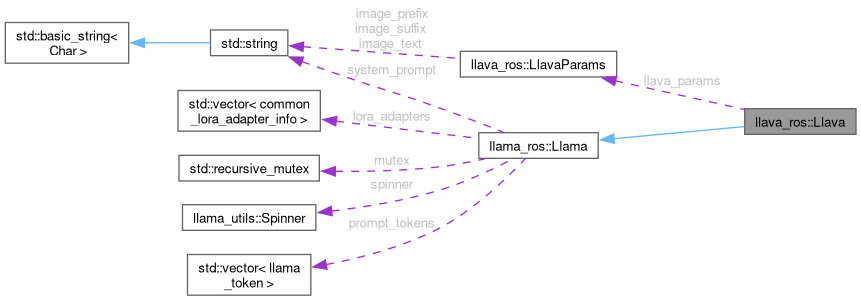 std::basic_string<
Char >
std::string
image_prefix
image_suffix
image_text
llava_ros::LlavaParams
llava_params
llava_ros::Llava
system_prompt
std::vector< common
_lora_adapter_info >
lora_adapters
llama_ros::Llama
std::recursive_mutex
mutex
spinner
llama_utils::Spinner
prompt_tokens
std::vector< llama
_token >